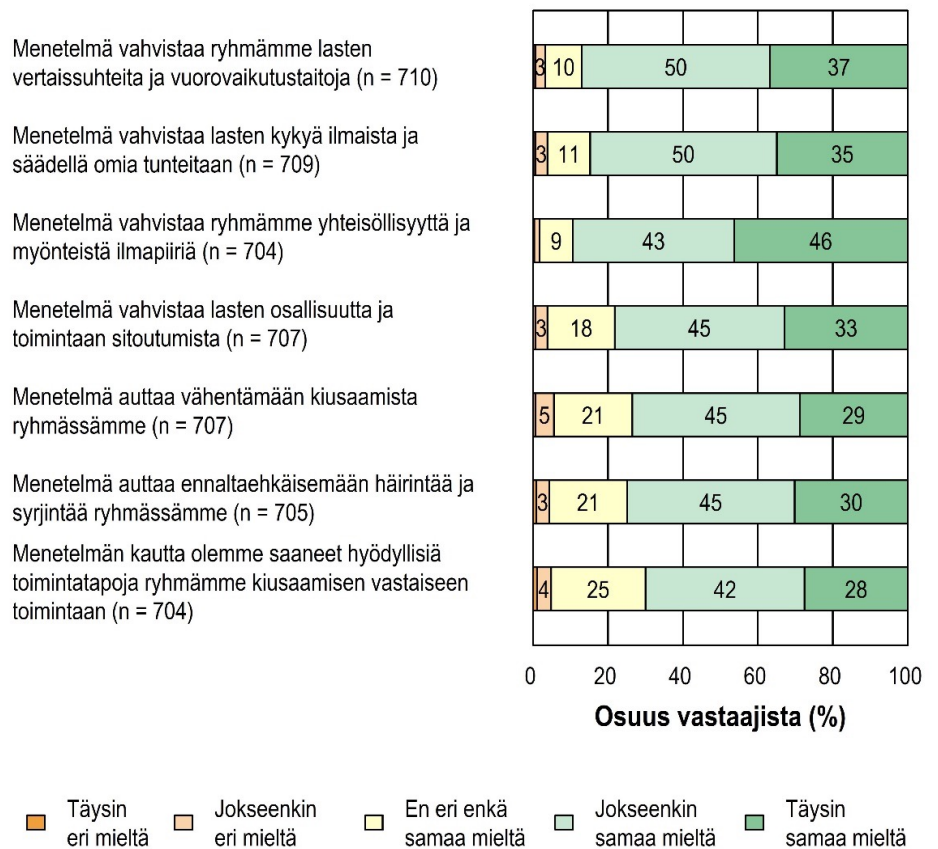 Menetelmä vahvistaa ryhmämme lasten
vertaissuhteita ja vuorovaikutustaitoja (n = 710)
3 10 50 37
Menetelmä vahvistaa lasten kykyä ilmaista ja
säädellä omia tunteitaan (n = 709)
3 11 50 35
Menetelmä vahvistaa ryhmämme yhteisöllisyyttä ja
myönteistä ilmapiiriä (n = 704)
9 43 46
Menetelmä vahvistaa lasten osallisuutta ja
toimintaan sitoutumista (n = 707)
3 18 45 33
Menetelmä auttaa vähentämään kiusaamista
ryhmässämme (n = 707)
5 21 45 29
Menetelmä auttaa ennaltaehkäisemään häirintää ja
syrjintää ryhmässämme (n = 705)
3 21 45 30
Menetelmän kautta olemme saaneet hyödyllisiä
toimintatapoja ryhmämme kiusaamisen vastaiseen
toimintaan (n = 704)
4 25 42 28
0 20 40 60 80 100
Osuus vastaajista (%)
Täysin
eri mieltä
Jokseenkin
eri mieltä
En eri enkä
samaa mieltä
Jokseenkin
samaa mieltä
Täysin
samaa mieltä